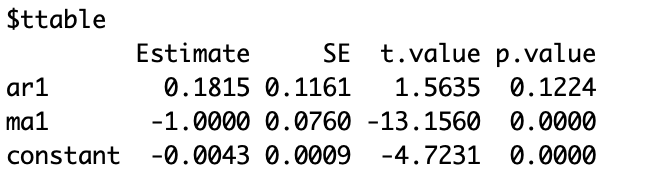 $ttable
Estimate SE t.value p.value
ar1 0.1815 0.1161 1.5635 0.1224
ma1 -1.0000 0.0760 -13.1560 0.0000
constant -0.0043 0.0009 -4.7231 0.0000